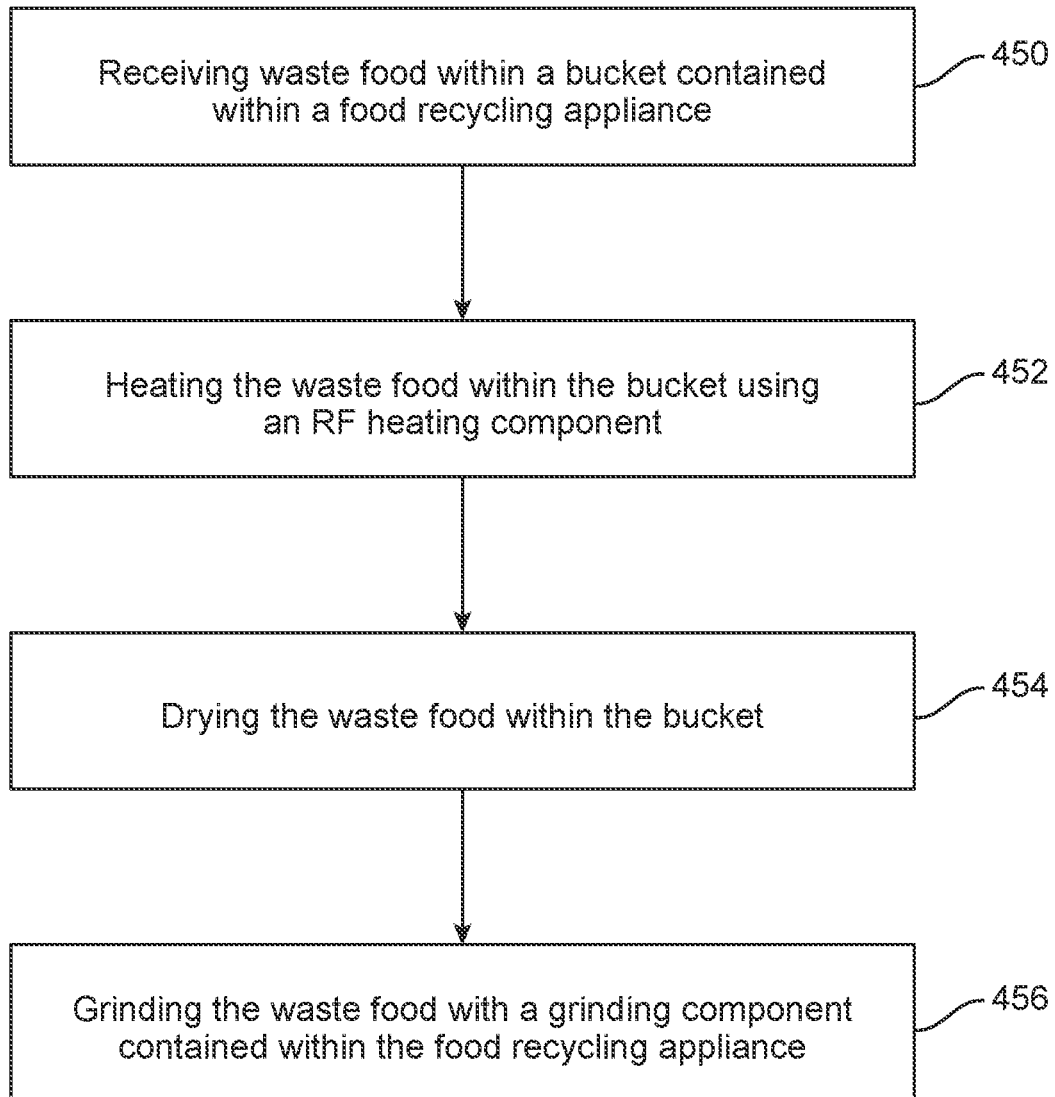 Receiving waste food within a bucket contained
within a food recycling appliance
450
Heating the waste food within the bucket using
an RF heating component
452
Drying the waste food within the bucket
454
Grinding the waste food with a grinding component
contained within the food recycling appliance
456